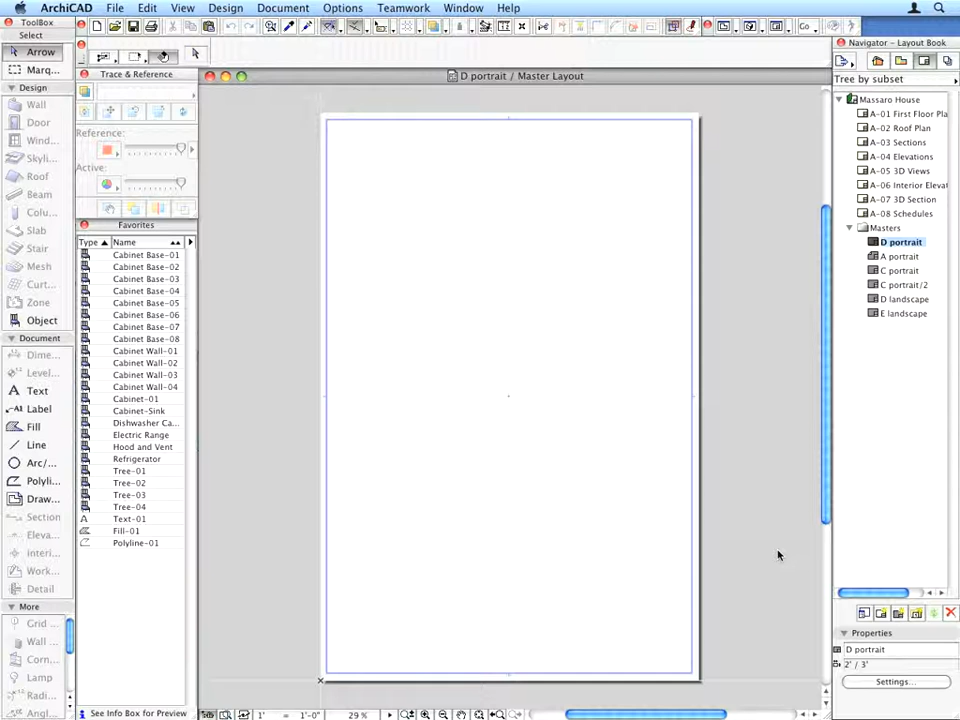 ArchiCAD File Edit View Design Document Options Teamwork Window Help
ToolBox
Select
Arrow
Marq...
Design
Wall
Door
Wind...
Skyli...
Roof
Beam
Colu...
Slab
Stair
Mesh
Curt...
Zone
Object
Document
Dime...
Level...
Text
A1 Label
Fill
Line
Arc/...
Polyli...
Draw...
Section
Eleva...
Interi...
Work...
Detail
More
Grid ...
Wall ...
Corn...
Lamp
Radi...
Angl...
Go...
Trace & Reference
Reference:
Active:
Favorites
Type Name
Cabinet Base-01
Cabinet Base-02
Cabinet Base-03
Cabinet Base-04
Cabinet Base-05
Cabinet Base-06
Cabinet Base-07
Cabinet Base-08
Cabinet Wall-01
Cabinet Wall-02
Cabinet Wall-03
Cabinet Wall-04
Cabinet-01
Cabinet-Sink
Dishwasher Ca...
Electric Range
Hood and Vent
Refrigerator
Tree-01
Tree-02
Tree-03
Tree-04
A Text-01
Fill-01
Polyline-01
See Info Box for Preview
D portrait / Master Layout
1' = 1'-0" 29 %
Navigator - Layout Book
Tree by subset
Massaro House
A-01 First Floor Pla
A-02 Roof Plan
A-03 Sections
A-04 Elevations
A-05 3D Views
A-06 Interior Elevat
A-07 3D Section
A-08 Schedules
Masters
D portrait
A portrait
C portrait
C portrait/2
D landscape
E landscape
Properties
D portrait
2' / 3'
Settings...